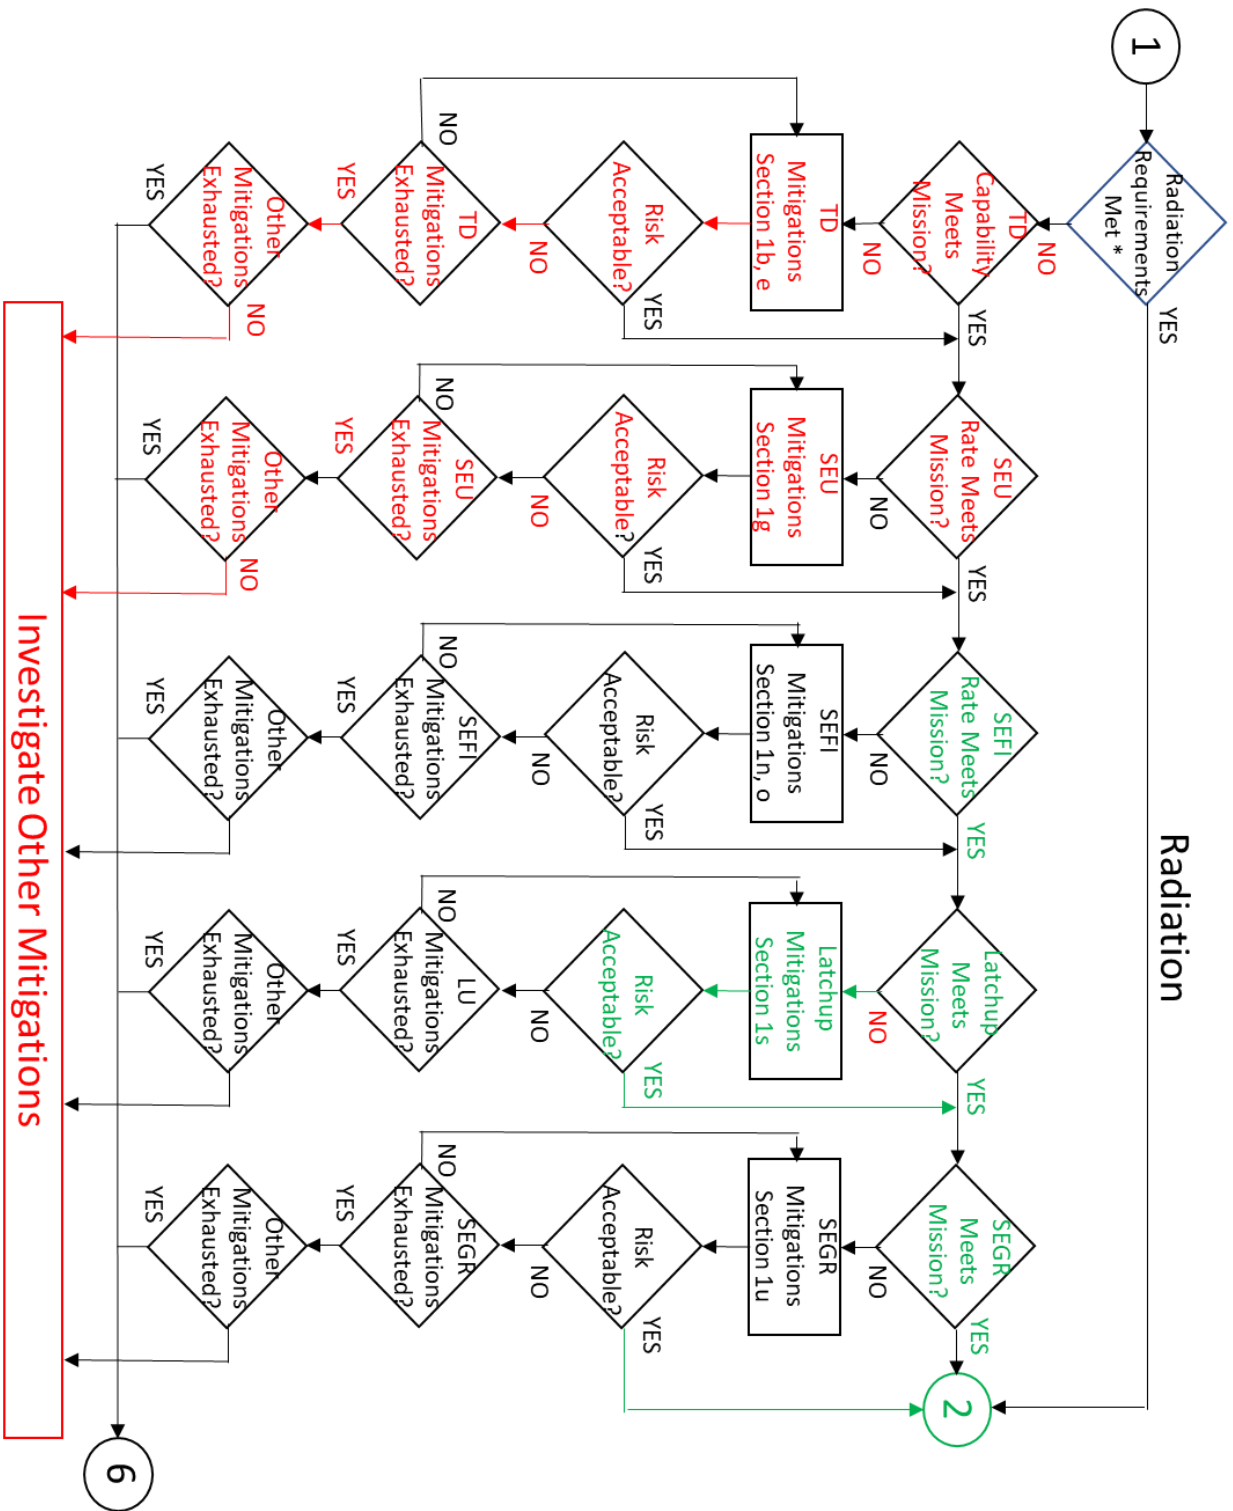 Radiation
1
Radiation
Requirements
Met *
YES
NO
TD
Capability
Meets
Mission?
YES
NO
SEU
Rate Meets
Mission?
YES
NO
SEFI
Rate Meets
Mission?
YES
NO
Latchup
Meets
Mission?
YES
NO
SEGR
Meets
Mission?
YES
NO
2
TD
Mitigations
Section 1b, e
SEU
Mitigations
Section 1g
SEFI
Mitigations
Section 1n, o
Latchup
Mitigations
Section 1s
SEGR
Mitigations
Section 1u
Risk
Acceptable?
YES
NO
Risk
Acceptable?
YES
NO
Risk
Acceptable?
YES
NO
Risk
Acceptable?
YES
NO
Risk
Acceptable?
YES
NO
NO
TD
Mitigations
Exhausted?
YES
NO
SEU
Mitigations
Exhausted?
YES
NO
SEFI
Mitigations
Exhausted?
YES
NO
LU
Mitigations
Exhausted?
YES
NO
SEGR
Mitigations
Exhausted?
YES
Other
Mitigations
Exhausted?
NO
YES
Other
Mitigations
Exhausted?
NO
YES
Other
Mitigations
Exhausted?
YES
Other
Mitigations
Exhausted?
YES
Other
Mitigations
Exhausted?
YES
6
Investigate Other Mitigations